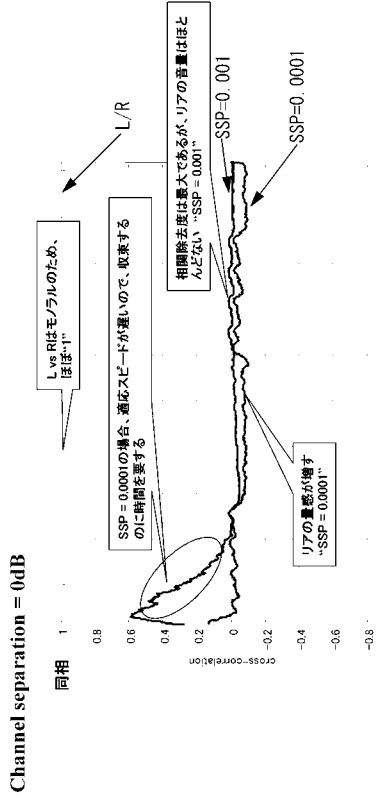 Channel separation = 0dB
同相
L vs Rはモノラルのため、
ほぼ“1”
L/R
SSP = 0.0001の場合、適応スピードが遅いので、収束する
のに時間を要する
相関除去度は最大であるが、リアの音量はほと
んどない “SSP = 0.001”
SSP=0.001
SSP=0.0001
リアの量感が増す
“SSP = 0.0001”
cross-correlation
1
0.8
0.6
0.4
0.2
0
-0.2
-0.4
-0.6
-0.8